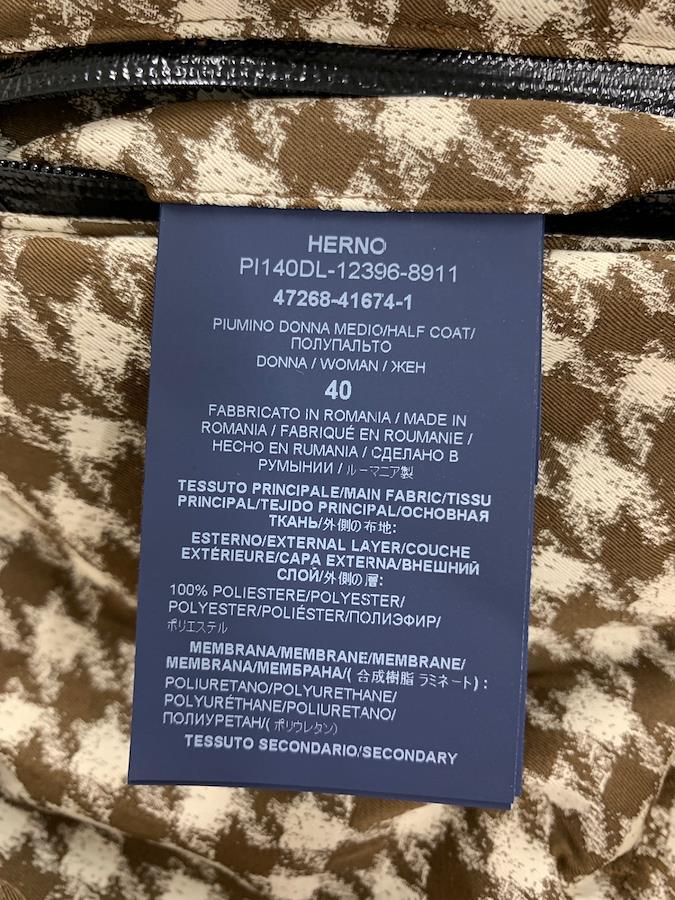 HERNO
PI140DL-12396-8911
47268-41674-1
PIUMINO DONNA MEDIO/HALF COAT/
ПОЛУПАЛЬТО
DONNA / WOMAN / ЖЕН
40
FABBRICATO IN ROMANIA / MADE IN
ROMANIA / FABRIQUÉ EN ROUMANIE /
HECHO EN RUMANIA / СДЕЛАНО В
РУМЫНИИ / ルーマニア製
TESSUTO PRINCIPALE/MAIN FABRIC/TISSU
PRINCIPAL/TEJIDO PRINCIPAL/ОСНОВНАЯ
ТКАНЬ/外側の布地:
ESTERNO/EXTERNAL LAYER/COUCHE
EXTÉRIEURE/CAPA EXTERNA/ВНЕШНИЙ
СЛОЙ/外側の層:
100% POLIESTERE/POLYESTER/
POLYESTER/POLIÉSTER/ПОЛИЭФИР/
ポリエステル
MEMBRANA/MEMBRANE/MEMBRANE/
MEMBRANA/МЕМБРАНА/( 合成樹脂 ラミネート) :
POLIURETANO/POLYURETHANE/
POLYURÉTHANE/POLIURETANO/
ПОЛИУРЕТАН/( ポリウレタン)
TESSUTO SECONDARIO/SECONDARY